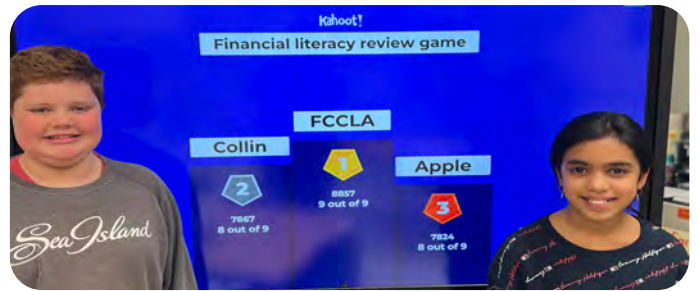 Kahoot!
Financial literacy review game
FCCLA
Collin
1
Apple
8857
9 out of 9
2
3
7867
8 out of 9
7824
8 out of 9
Sea Island